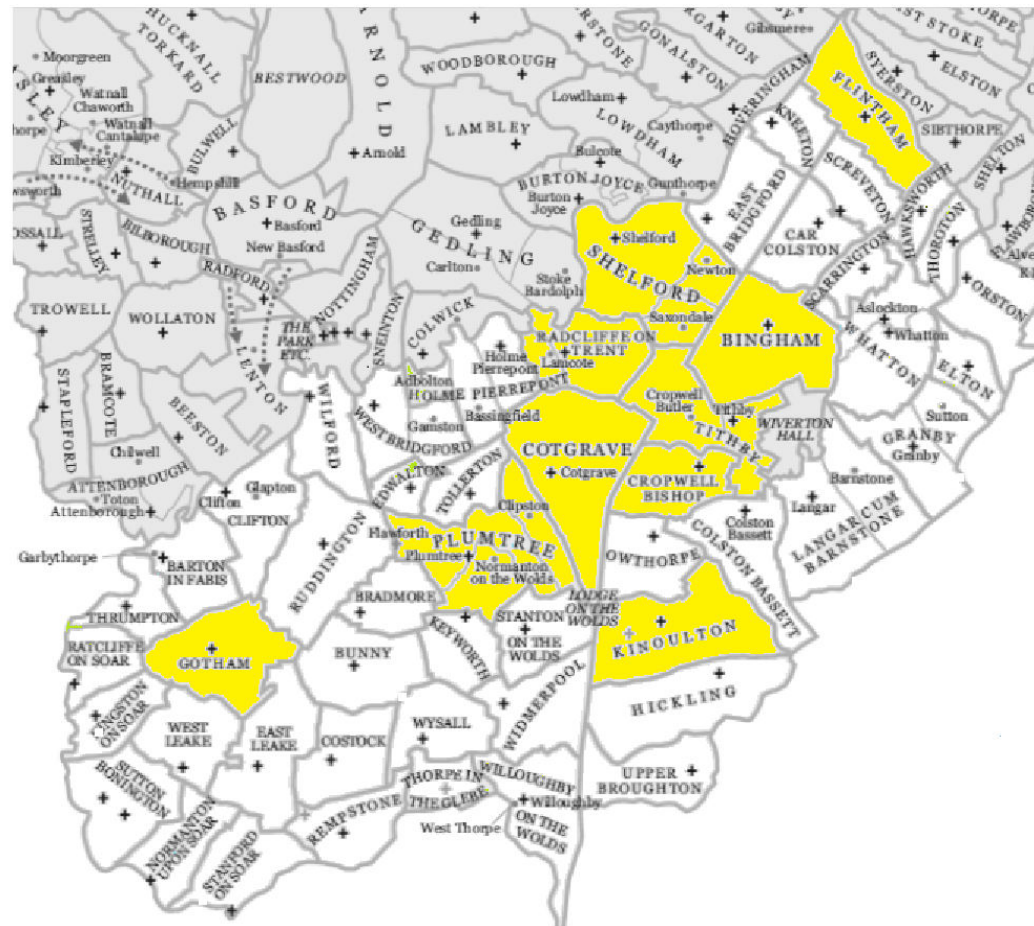 Moorgreen
HUCKNALL
TORKARD
BESTWOOD
ARNOLD
WOODBOROUGH
GONALSTON
Gibsmere
EAST STOKE
Greasley
Watnall
Chaworth
Watnall
Cantalupe
Kimberley
BULWELL
Arnold
LAMBLEY
Lowdham
LOWDHAM
Caythorpe
HOVERINGHAM
KNEETON
FLINTHAM
SYERSTON
ELSTON
SIBTHORPE
SHELTON
NUTHALL
Hempshill
BASFORD
Basford
New Basford
Bulcote
BURTON JOYCE
Burton
Joyce
Gunthorpe
EAST
BRIDGFORD
SCREVETON
CAR
COLSTON
HAWKSWORTH
THOROTON
STRELLEY
BILBOROUGH
RADFORD
NOTTINGHAM
GEDLING
Gedling
Carlton
Stoke
Bardolph
Shelford
SHELFORD
Newton
Saxondale
SCARRINGTON
ORSTON
TROWELL
WOLLATON
LENTON
THE
PARK
ETC.
SNEINTON
COLWICK
Holme
Pierrepont
RADCLIFFE ON
TRENT
Lamcote
BINGHAM
Aslockton
Whatton
WHATTON
ELTON
STAPLEFORD
BRAMCOTE
BEESTON
WILFORD
Adbolton
HOLME PIERREPONT
Gamston
Bassingfield
WEST BRIDGFORD
Cropwell
Butler
Tithby
TITHBY
WIVERTON
HALL
Sutton
GRANBY
Granby
Chilwell
ATTENBOROUGH
Toton
Attenborough
Clifton
Glapton
CLIFTON
EDWALTON
TOLLERTON
COTGRAVE
Cotgrave
CROPWELL
BISHOP
Barnstone
Langar
LANGAR CUM
BARNSTONE
Garbythorpe
BARTON
IN FABIS
RUDDINGTON
Flawforth
Clipston
PLUMTREE
Plumtree
Normanton
on the Wolds
OWTHORPE
Colston
Bassett
COLSTON BASSETT
THRUMPTON
BRADMORE
LODGE
ON THE
WOLDS
RATCLIFFE
ON SOAR
GOTHAM
BUNNY
KEYWORTH
STANTON
ON THE
WOLDS
KINOULTON
KINGSTON
ON SOAR
WEST
LEAKE
EAST
LEAKE
COSTOCK
WYSALL
WIDMERPOOL
HICKLING
SUTTON
BONINGTON
THORPE IN
THE GLEBE
WILLOUGHBY
ON THE
WOLDS
Willoughby
West Thorpe
UPPER
BROUGHTON
NORMANTON
UPON SOAR
STANFORD
ON SOAR
REMPSTONE